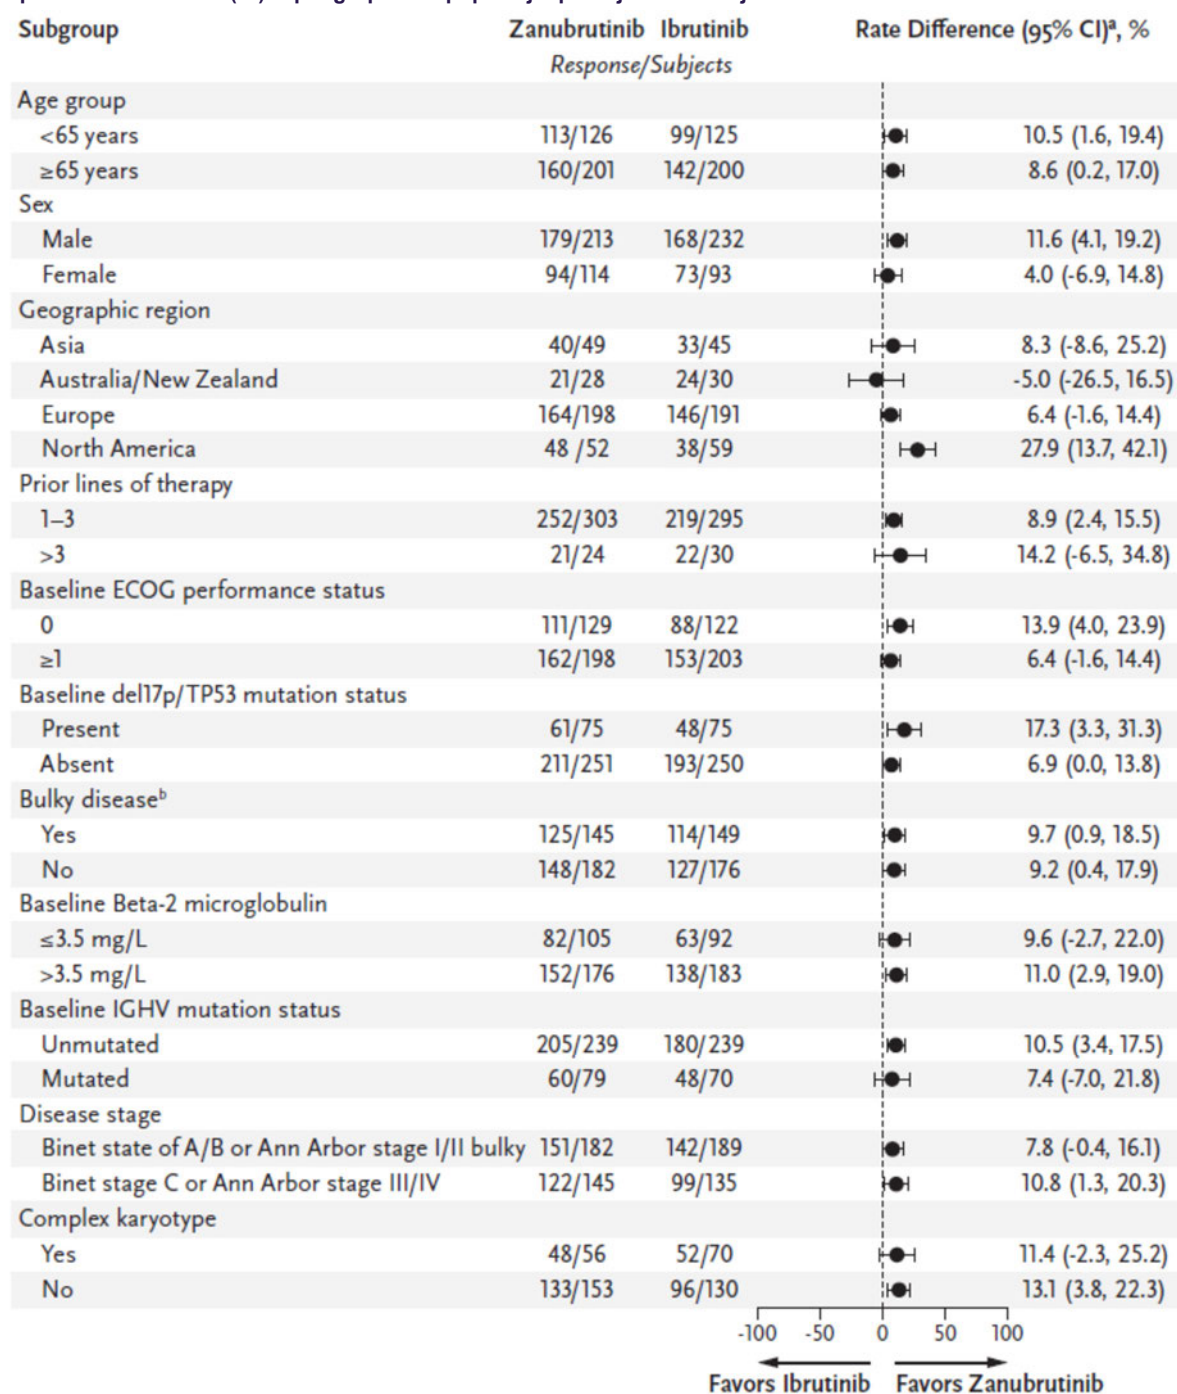 Subgroup Zanubrutinib Ibrutinib Rate Difference (95% CI)ᵃ, %
Response/Subjects
Age group
<65 years 113/126 99/125 10.5 (1.6, 19.4)
≥65 years 160/201 142/200 8.6 (0.2, 17.0)
Sex
Male 179/213 168/232 11.6 (4.1, 19.2)
Female 94/114 73/93 4.0 (-6.9, 14.8)
Geographic region
Asia 40/49 33/45 8.3 (-8.6, 25.2)
Australia/New Zealand 21/28 24/30 -5.0 (-26.5, 16.5)
Europe 164/198 146/191 6.4 (-1.6, 14.4)
North America 48 /52 38/59 27.9 (13.7, 42.1)
Prior lines of therapy
1–3 252/303 219/295 8.9 (2.4, 15.5)
>3 21/24 22/30 14.2 (-6.5, 34.8)
Baseline ECOG performance status
0 111/129 88/122 13.9 (4.0, 23.9)
≥1 162/198 153/203 6.4 (-1.6, 14.4)
Baseline del17p/TP53 mutation status
Present 61/75 48/75 17.3 (3.3, 31.3)
Absent 211/251 193/250 6.9 (0.0, 13.8)
Bulky diseaseᵇ
Yes 125/145 114/149 9.7 (0.9, 18.5)
No 148/182 127/176 9.2 (0.4, 17.9)
Baseline Beta-2 microglobulin
≤3.5 mg/L 82/105 63/92 9.6 (-2.7, 22.0)
>3.5 mg/L 152/176 138/183 11.0 (2.9, 19.0)
Baseline IGHV mutation status
Unmutated 205/239 180/239 10.5 (3.4, 17.5)
Mutated 60/79 48/70 7.4 (-7.0, 21.8)
Disease stage
Binet state of A/B or Ann Arbor stage I/II bulky 151/182 142/189 7.8 (-0.4, 16.1)
Binet stage C or Ann Arbor stage III/IV 122/145 99/135 10.8 (1.3, 20.3)
Complex karyotype
Yes 48/56 52/70 11.4 (-2.3, 25.2)
No 133/153 96/130 13.1 (3.8, 22.3)
-100 -50 0 50 100
Favors Ibrutinib Favors Zanubrutinib